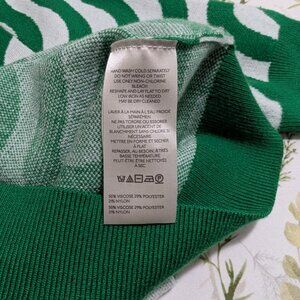 HAND WASH COLD SEPARATELY
DO NOT WRING OR TWIST
USE ONLY NON-CHLORINE
BLEACH
RESHAPE AND LAY FLAT TO DRY
LOW IRON AS NEEDED
MAY BE DRY CLEANED
LAVER À LA MAIN À L'EAU FROIDE
SÉPARÉMENT
NE PAS TORDRE OU ESSORER
UTILISER UN AGENT DE
BLANCHIMENT SANS CHLORE SI
NÉCESSAIRE
METTRE EN FORME ET SÉCHER
À PLAT
REPASSER, AU BESOIN, À
BASSE TEMPÉRATURE
PEUT ÊTRE ÊTRE NETTOYÉS
À SEC
50% VISCOSE 29% POLYESTER
21% NYLON
50% VISCOSE 29% POLYESTER
21% NYLON